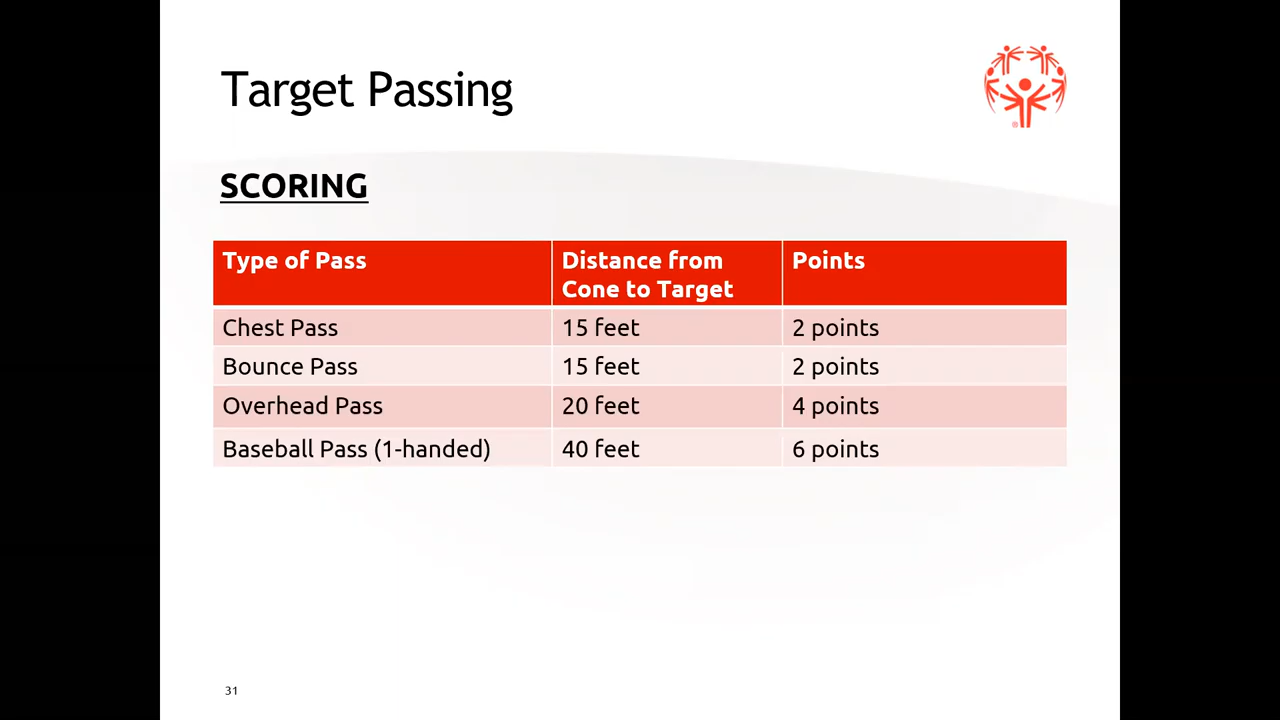 Target Passing
SCORING
Type of Pass Distance from Cone to Target Points
Chest Pass 15 feet 2 points
Bounce Pass 15 feet 2 points
Overhead Pass 20 feet 4 points
Baseball Pass (1-handed) 40 feet 6 points
31